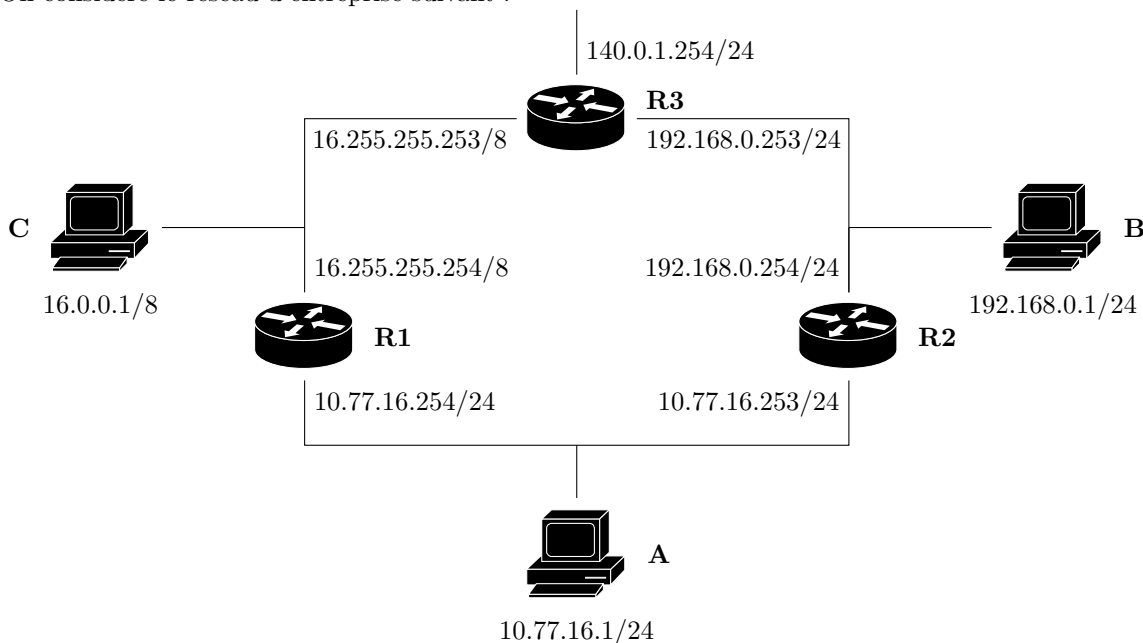 On considère le réseau d'entreprise suivant :
140.0.1.254/24
R3
16.255.255.253/8
192.168.0.253/24
C
B
16.255.255.254/8
192.168.0.254/24
16.0.0.1/8
192.168.0.1/24
R1
R2
10.77.16.254/24
10.77.16.253/24
A
10.77.16.1/24